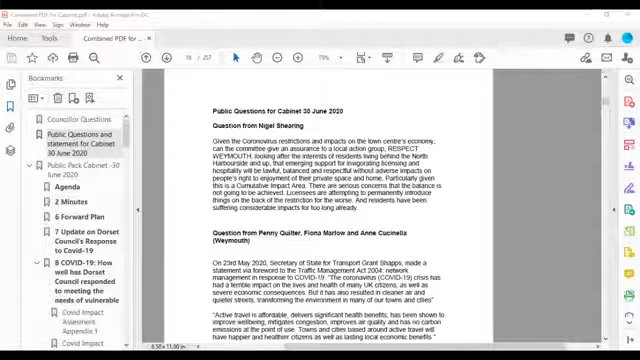 Combined PDF for Cabinet.pdf - Adobe Acrobat Pro DC
File Edit View Sign Window Help
Home Tools Combined PDF for ... ×
18 / 257 75%
Bookmarks
Councillor Questions
Public Questions and
statement for Cabinet
30 June 2020
Public Pack Cabinet -30
June 2020
Agenda
2 Minutes
6 Forward Plan
7 Update on Dorset
Council's Response
to Covid-19
8 COVID-19: How
well has Dorset
Council responded
to meeting the needs
of vulnerable
Covid Impact
Assesment
Appendix 1
Covid Impact
8.50 x 11.00 in
Public Questions for Cabinet 30 June 2020
Question from Nigel Shearing
Given the Coronavirus restrictions and impacts on the town centre's economy,
can the committee give an assurance to a local action group, RESPECT
WEYMOUTH, looking after the interests of residents living behind the North
Harbourside and up, that emerging support for invigorating licensing and
hospitality will be lawful, balanced and respectful without adverse impacts on
people's right to enjoyment of their private space and home. Particularly given
this is a Cumulative Impact Area. There are serious concerns that the balance is
not going to be achieved. Licensees are attempting to permanently introduce
things on the back of the restriction for the worse. And residents have been
suffering considerable impacts for too long already.
Question from Penny Quilter, Fiona Marlow and Anne Cucinella
(Weymouth)
On 23rd May 2020, Secretary of State for Transport Grant Shapps, made a
statement via foreword to the Traffic Management Act 2004: network
management in response to COVID-19. "The coronavirus (COVID-19) crisis has
had a terrible impact on the lives and health of many UK citizens, as well as
severe economic consequences. But it has also resulted in cleaner air and
quieter streets, transforming the environment in many of our towns and cities"
"Active travel is affordable, delivers significant health benefits, has been shown to
improve wellbeing, mitigates congestion, improves air quality and has no carbon
emissions at the point of use. Towns and cities based around active travel will
have happier and healthier citizens as well as lasting local economic benefits "